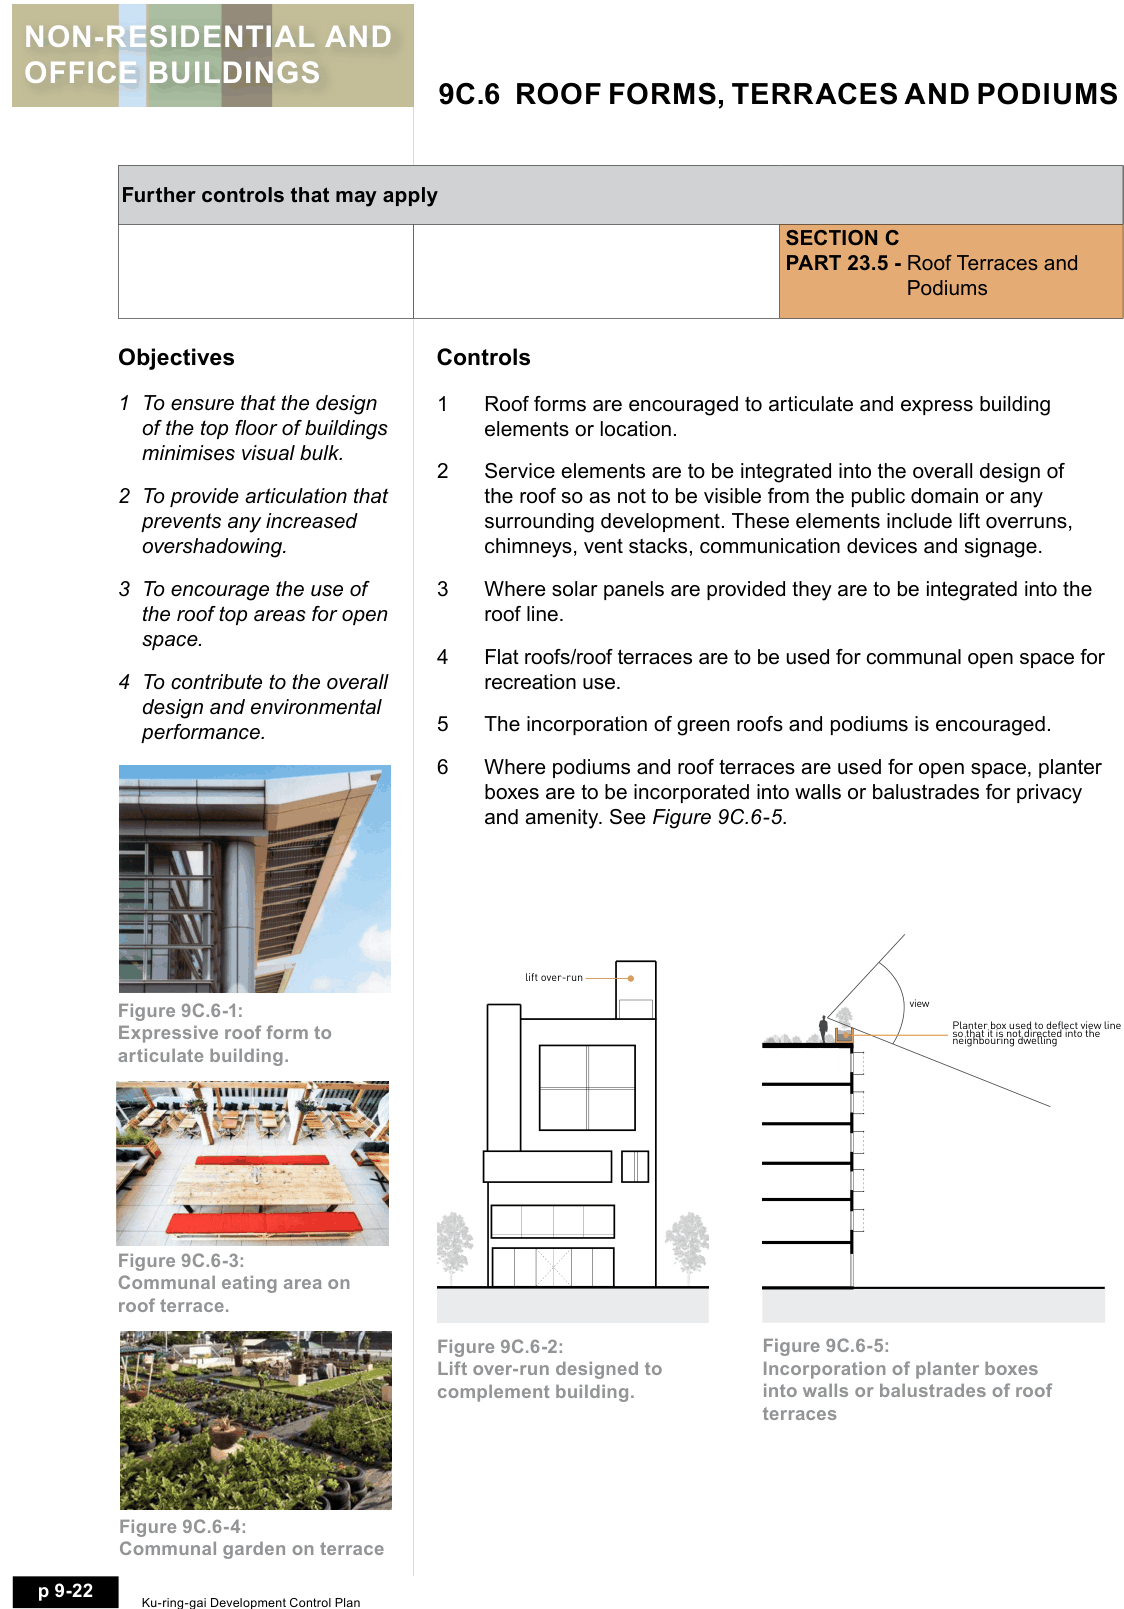 NON-RESIDENTIAL AND
OFFICE BUILDINGS
9C.6 ROOF FORMS, TERRACES AND PODIUMS
Further controls that may apply
SECTION C
PART 23.5 - Roof Terraces and
Podiums
Objectives
1 To ensure that the design
of the top floor of buildings
minimises visual bulk.
2 To provide articulation that
prevents any increased
overshadowing.
3 To encourage the use of
the roof top areas for open
space.
4 To contribute to the overall
design and environmental
performance.
Figure 9C.6-1:
Expressive roof form to
articulate building.
Figure 9C.6-3:
Communal eating area on
roof terrace.
Figure 9C.6-4:
Communal garden on terrace
Controls
1 Roof forms are encouraged to articulate and express building
elements or location.
2 Service elements are to be integrated into the overall design of
the roof so as not to be visible from the public domain or any
surrounding development. These elements include lift overruns,
chimneys, vent stacks, communication devices and signage.
3 Where solar panels are provided they are to be integrated into the
roof line.
4 Flat roofs/roof terraces are to be used for communal open space for
recreation use.
5 The incorporation of green roofs and podiums is encouraged.
6 Where podiums and roof terraces are used for open space, planter
boxes are to be incorporated into walls or balustrades for privacy
and amenity. See Figure 9C.6-5.
lift over-run
Figure 9C.6-2:
Lift over-run designed to
complement building.
view
Planter box used to deflect view line
so that it is not directed into the
neighbouring dwelling
Figure 9C.6-5:
Incorporation of planter boxes
into walls or balustrades of roof
terraces
p 9-22
Ku-ring-gai Development Control Plan